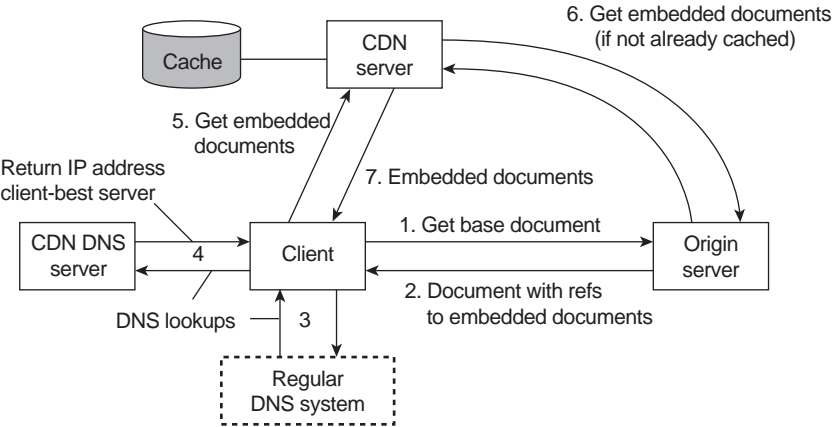 6. Get embedded documents
(if not already cached)
CDN
server
Cache
5. Get embedded
documents
Return IP address
client-best server
7. Embedded documents
1. Get base document
CDN DNS
server
4
Client
Origin
server
2. Document with refs
to embedded documents
DNS lookups
3
Regular
DNS system